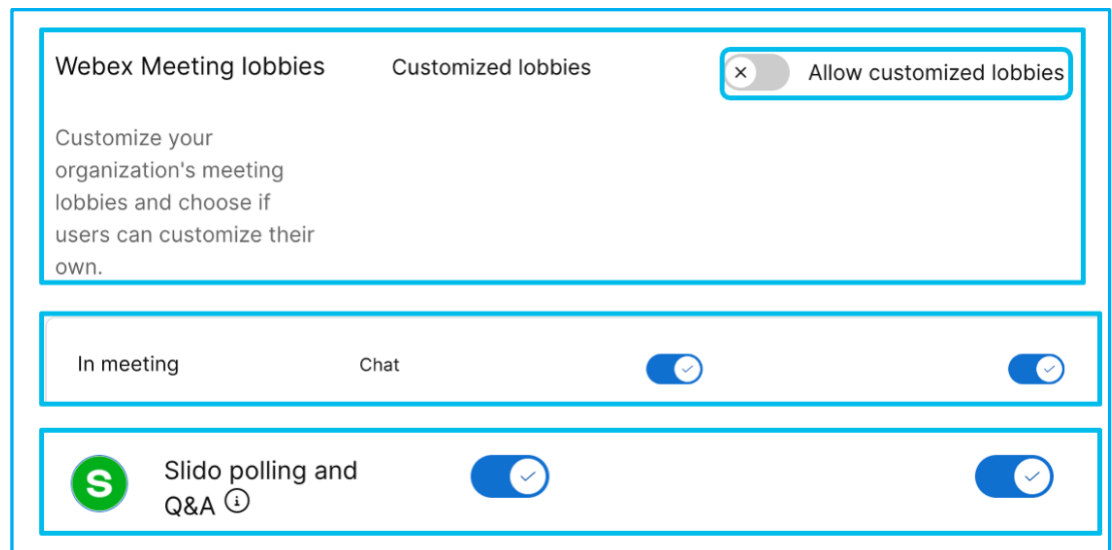 Webex Meeting lobbies
Customized lobbies
Allow customized lobbies
Customize your
organization's meeting
lobbies and choose if
users can customize their
own.
In meeting
Chat
S
Slido polling and
Q&A